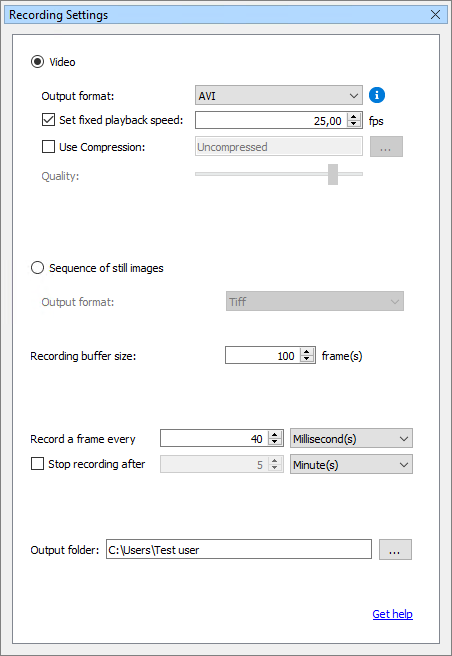 Recording Settings
Video
Output format: AVI
Set fixed playback speed: 25,00 fps
Use Compression: Uncompressed ...
Quality:
Sequence of still images
Output format: Tiff
Recording buffer size: 100 frame(s)
Record a frame every 40 Millisecond(s)
Stop recording after 5 Minute(s)
Output folder: C:\Users\Test user ...
Get help